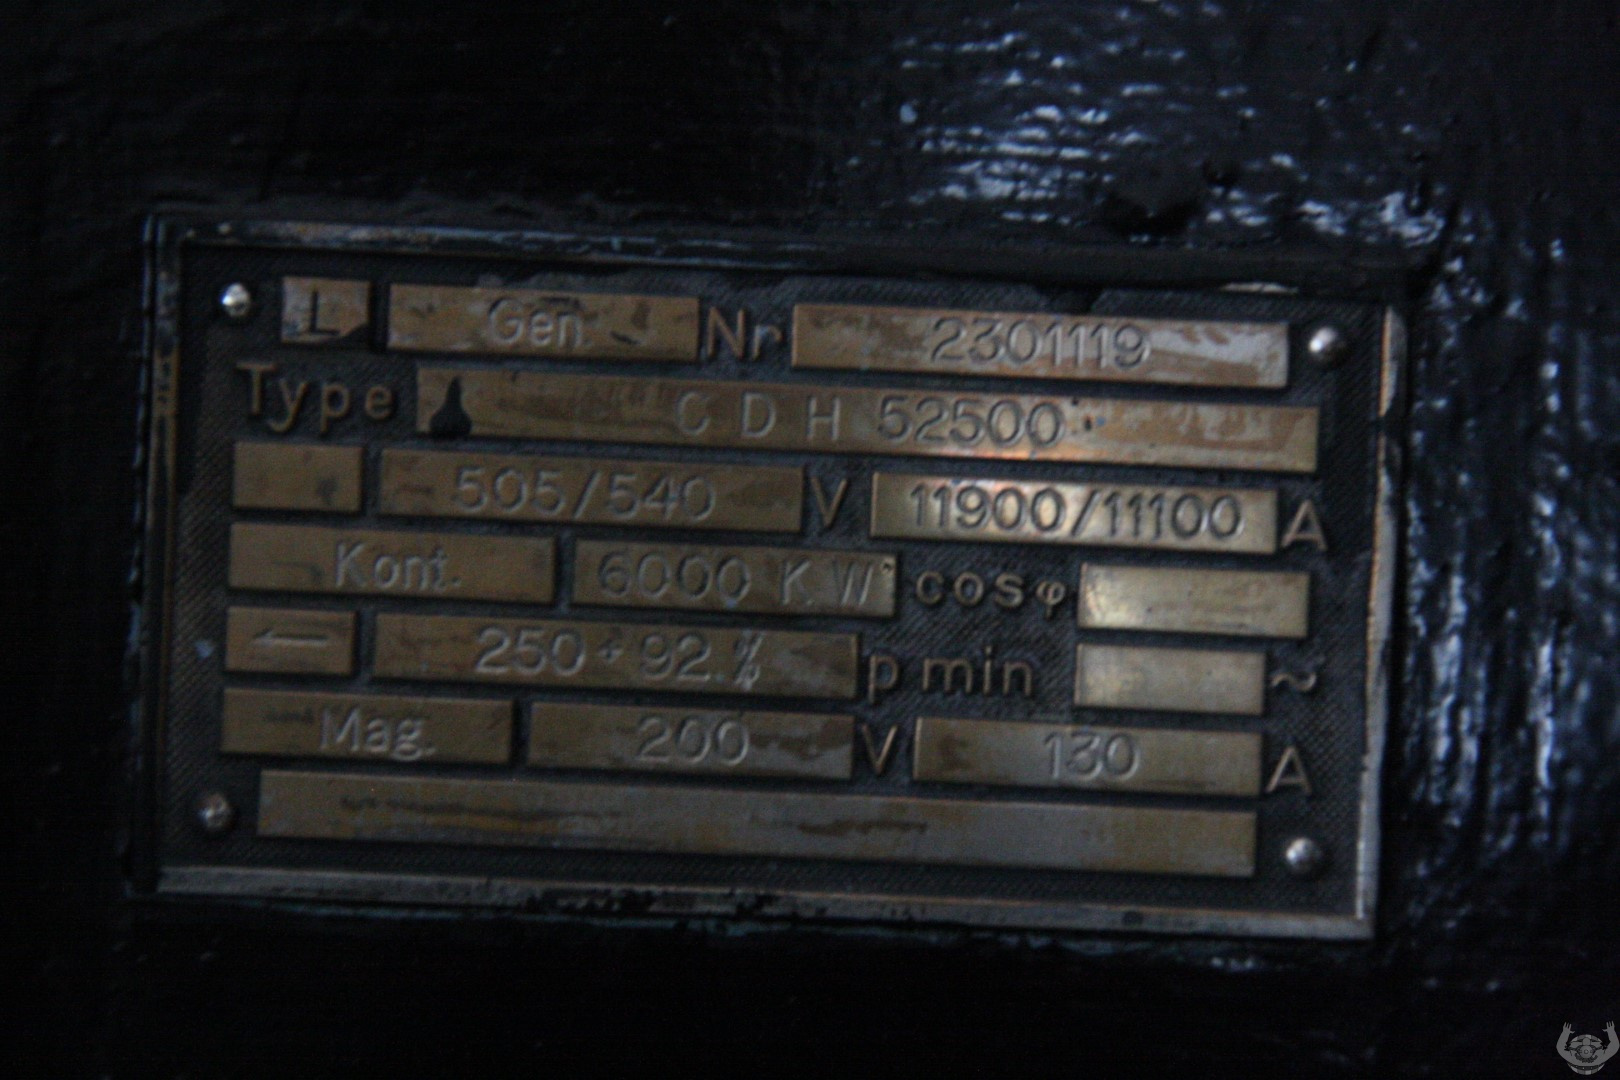 L Gen. Nr 2301119
Type CDH 52500
505/540 V 11900/11100 A
Kont. 6000 KW cosφ
250 + 92.% p min ~
Mag. 200 V 130 A